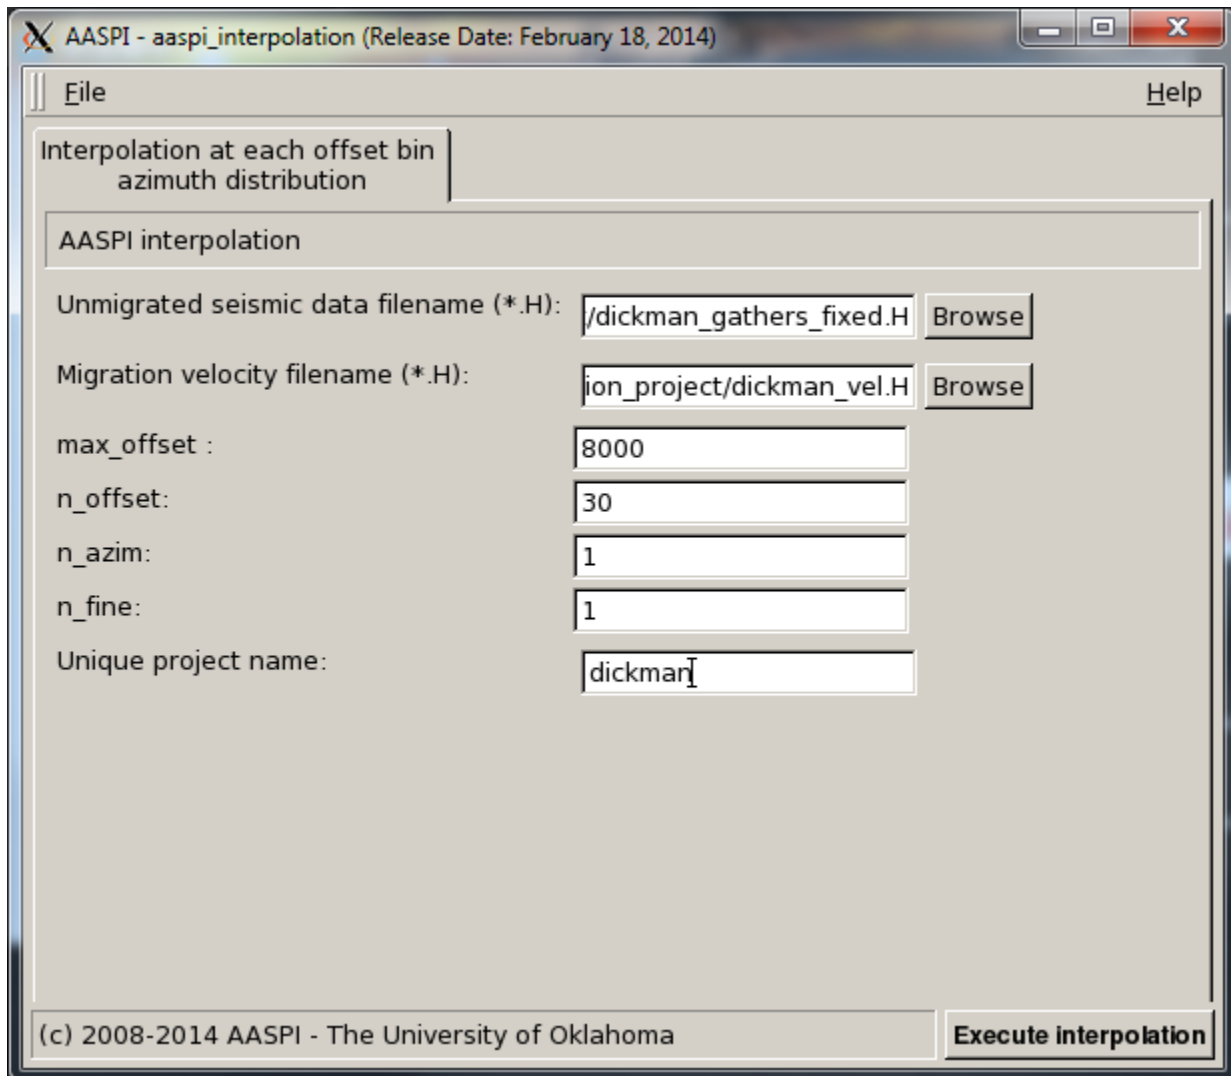 AASPI - aaspi_interpolation (Release Date: February 18, 2014)
File Help
Interpolation at each offset bin
azimuth distribution
AASPI interpolation
Unmigrated seismic data filename (*.H): /dickman_gathers_fixed.H Browse
Migration velocity filename (*.H): ion_project/dickman_vel.H Browse
max_offset : 8000
n_offset: 30
n_azim: 1
n_fine: 1
Unique project name: dickman
(c) 2008-2014 AASPI - The University of Oklahoma Execute interpolation